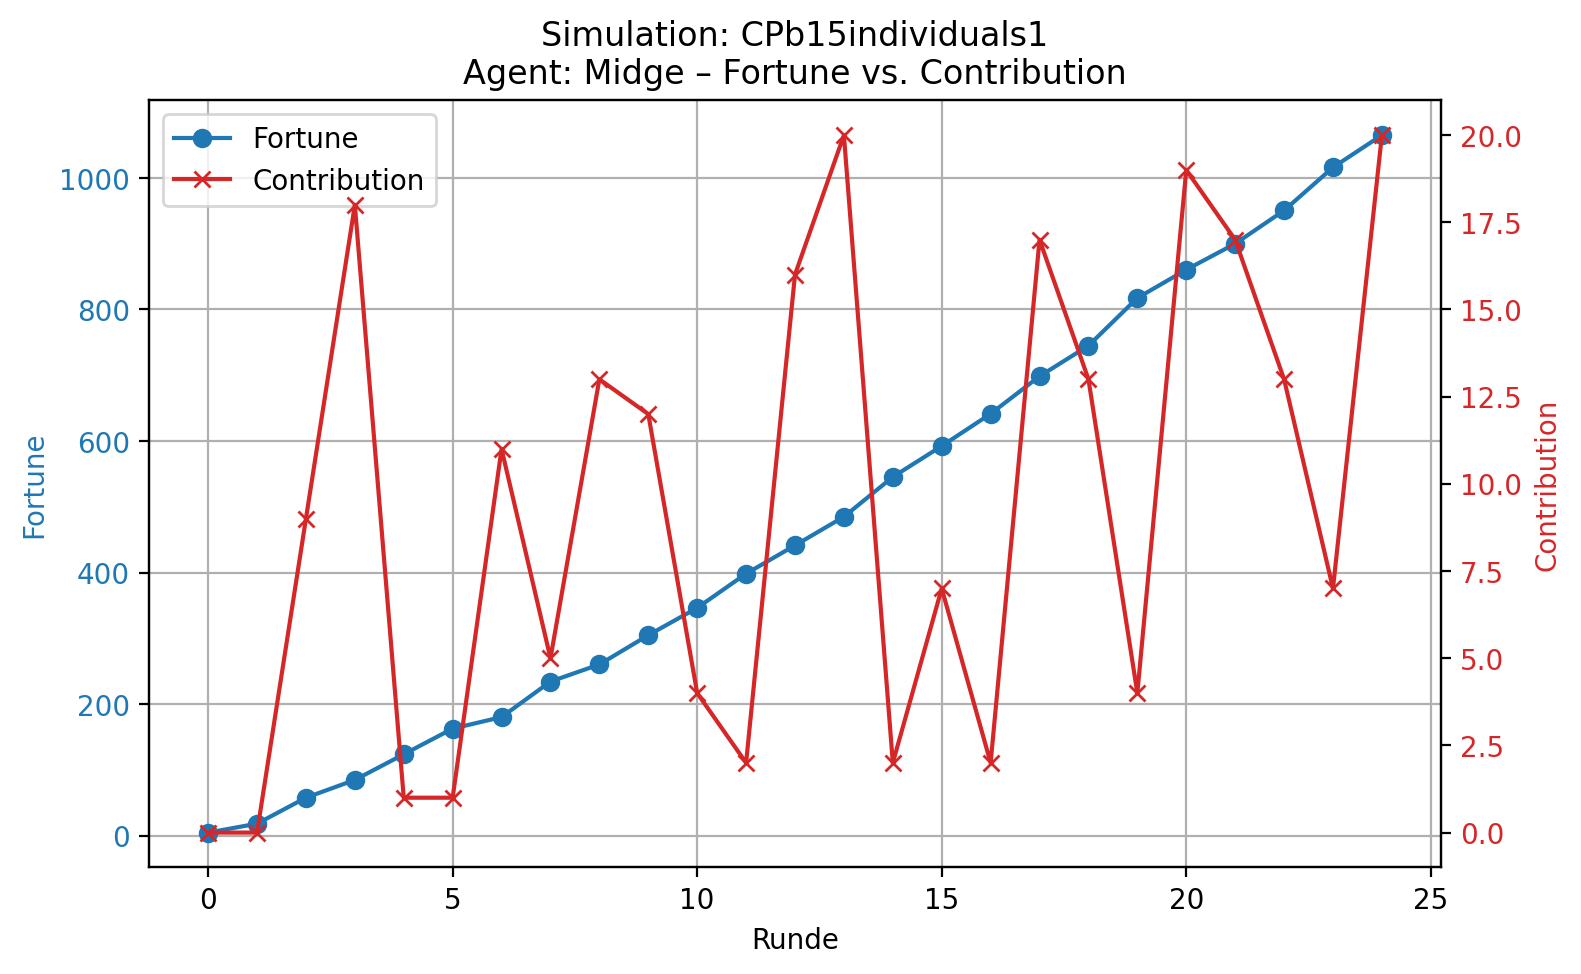 Simulation: CPb15individuals1
Agent: Midge – Fortune vs. Contribution
Fortune
Contribution
1000
800
600
400
200
0
Fortune
20.0
17.5
15.0
12.5
10.0
7.5
5.0
2.5
0.0
Contribution
0 5 10 15 20 25
Runde